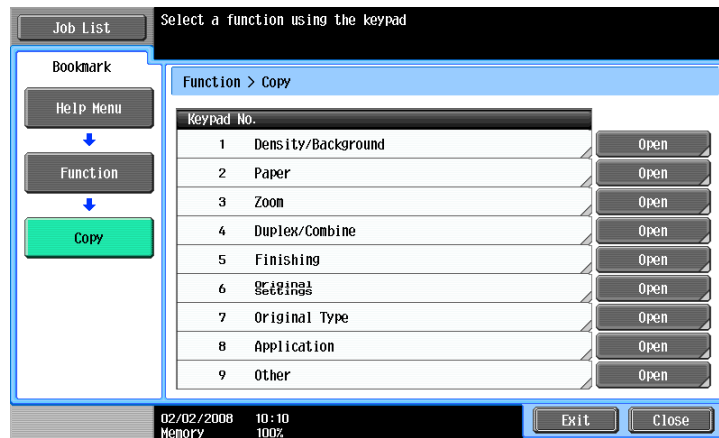 Job List
Select a function using the keypad
Bookmark
Help Menu
Function
Copy
Function > Copy
Keypad No.
1 Density/Background Open
2 Paper Open
3 Zoom Open
4 Duplex/Combine Open
5 Finishing Open
6 Original Settings Open
7 Original Type Open
8 Application Open
9 Other Open
02/02/2008 10:10
Memory 100%
Exit
Close